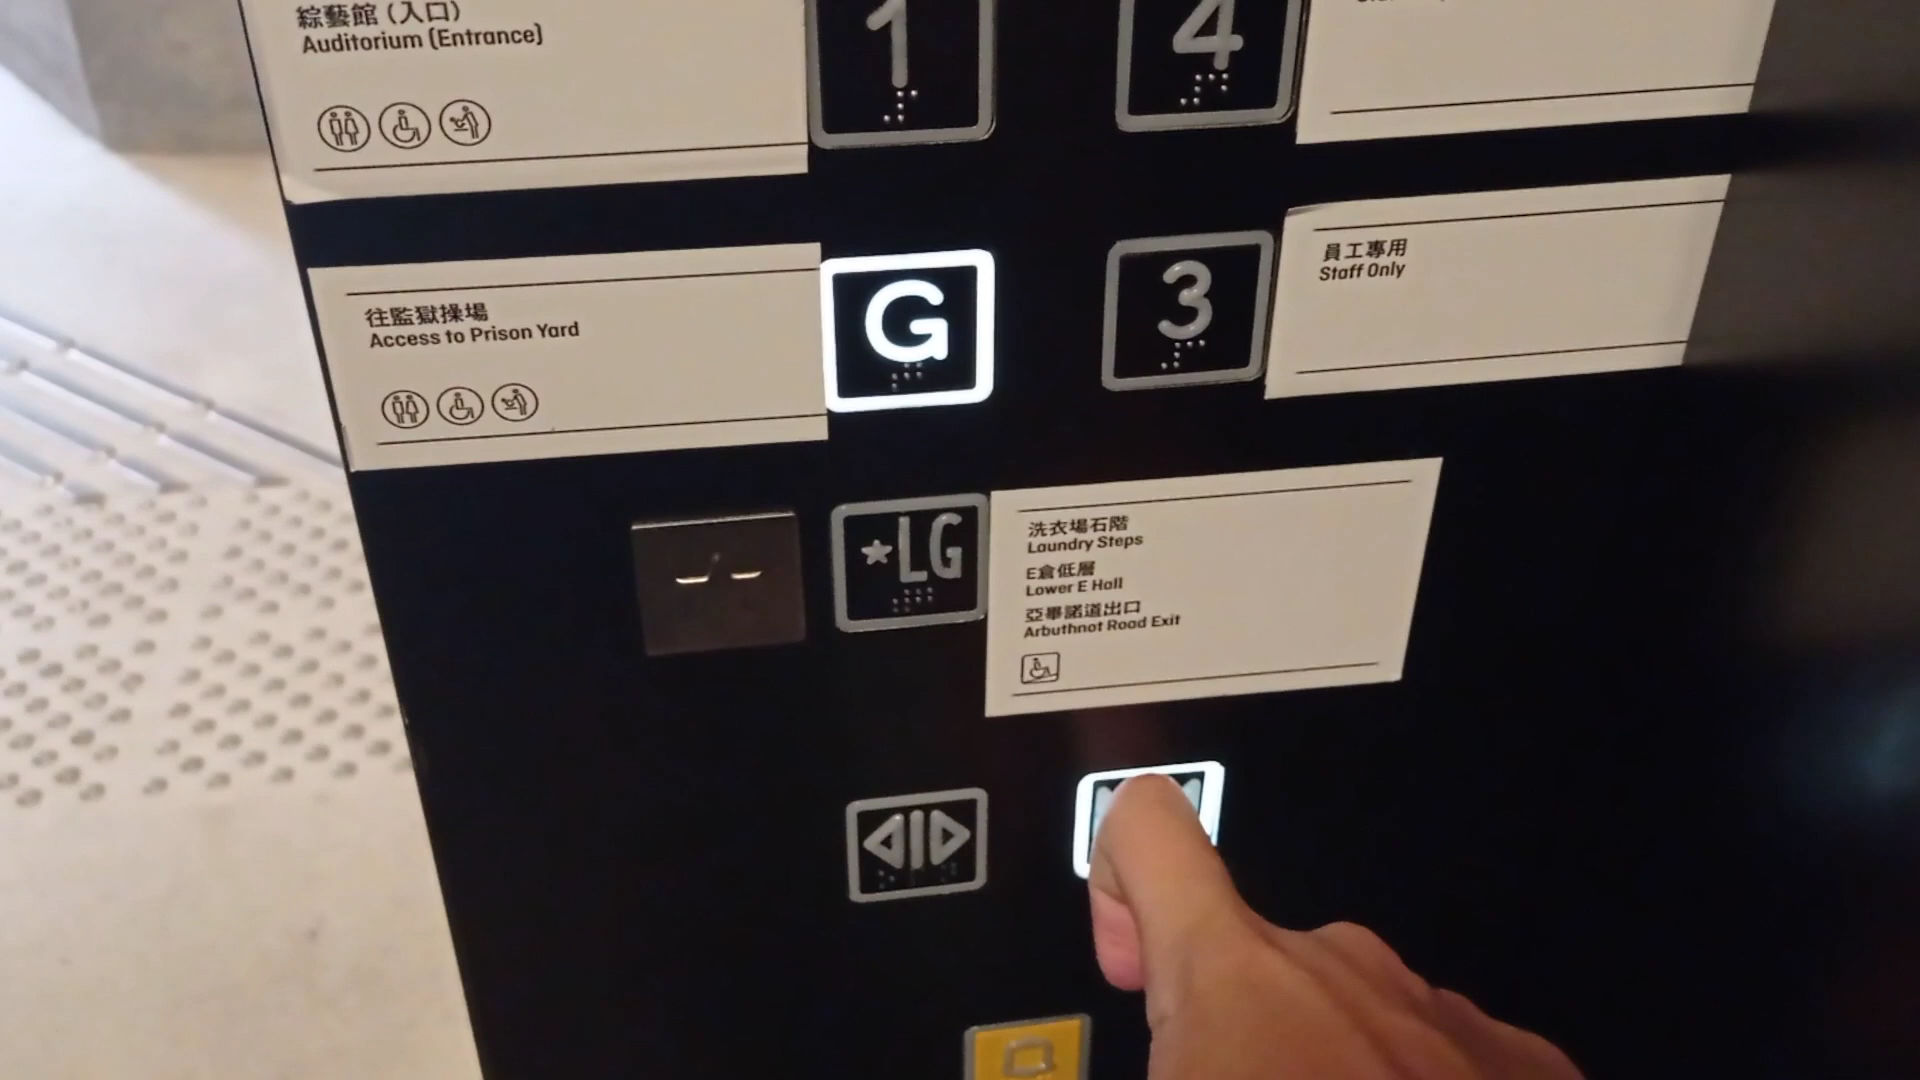 綜藝館（入口）
Auditorium (Entrance)
1
4
往監獄操場
Access to Prison Yard
G
3
員工專用
Staff Only
★LG
洗衣場石階
Laundry Steps
E倉低層
Lower E Hall
亞畢諾道出口
Arbuthnot Road Exit